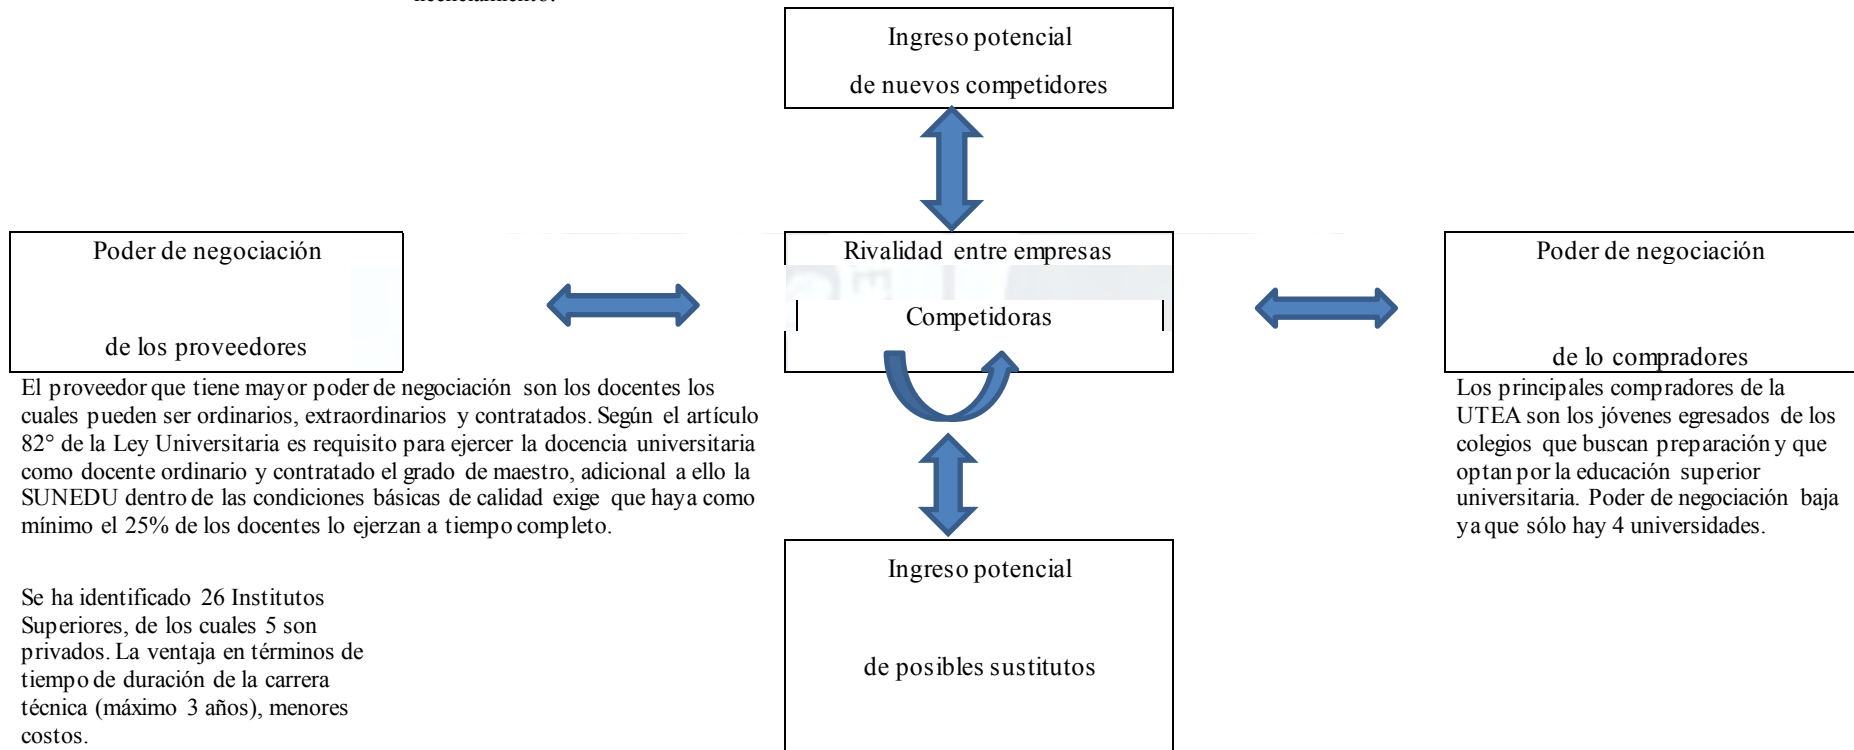 Ingreso potencial
de nuevos competidores
Poder de negociación
de los proveedores
Rivalidad entre empresas
Competidoras
Poder de negociación
de lo compradores
El proveedor que tiene mayor poder de negociación son los docentes los
cuales pueden ser ordinarios, extraordinarios y contratados. Según el artículo
82° de la Ley Universitaria es requisito para ejercer la docencia universitaria
como docente ordinario y contratado el grado de maestro, adicional a ello la
SUNEDU dentro de las condiciones básicas de calidad exige que haya como
mínimo el 25% de los docentes lo ejerzan a tiempo completo.
Los principales compradores de la
UTEA son los jóvenes egresados de los
colegios que buscan preparación y que
optan por la educación superior
universitaria. Poder de negociación baja
ya que sólo hay 4 universidades.
Se ha identificado 26 Institutos
Superiores, de los cuales 5 son
privados. La ventaja en términos de
tiempo de duración de la carrera
técnica (máximo 3 años), menores
costos.
Ingreso potencial
de posibles sustitutos